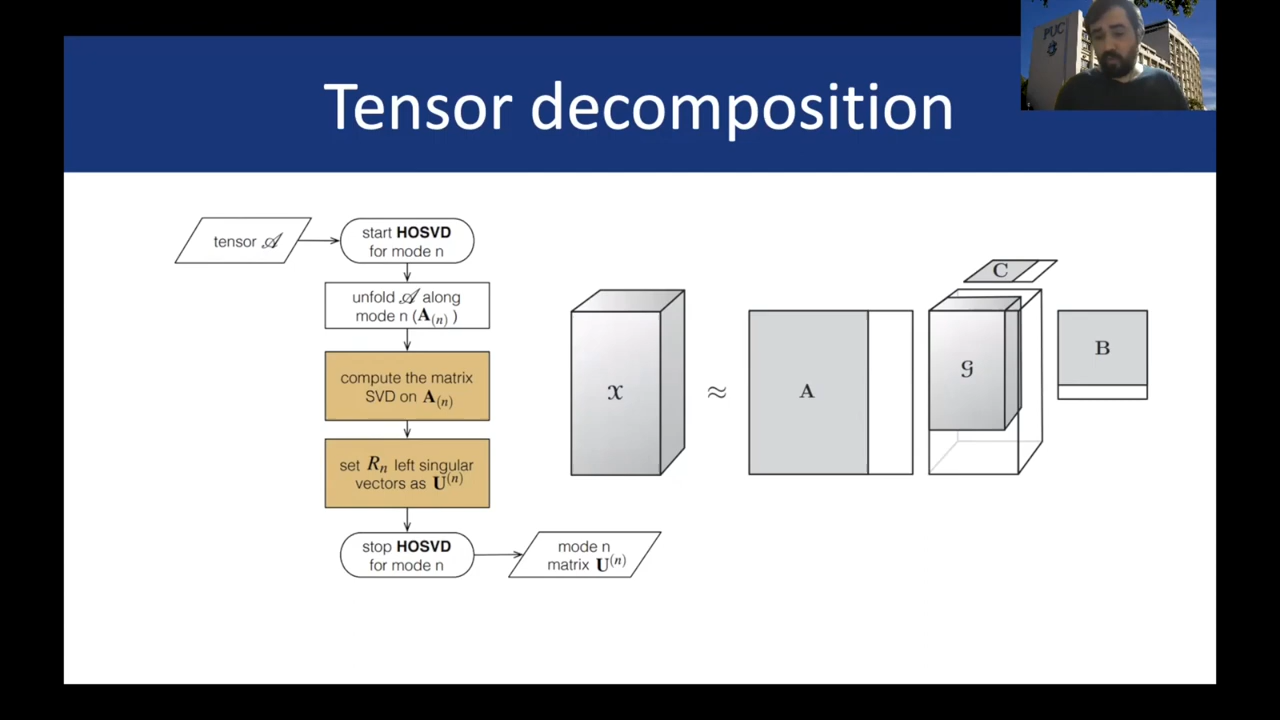 PUC
Tensor decomposition
tensor 𝒜
start HOSVD
for mode n
unfold 𝒜 along
mode n (A(n) )
compute the matrix
SVD on A(n)
set Rn left singular
vectors as U(n)
stop HOSVD
for mode n
mode n
matrix U(n)
X
≈
A
C
G
B